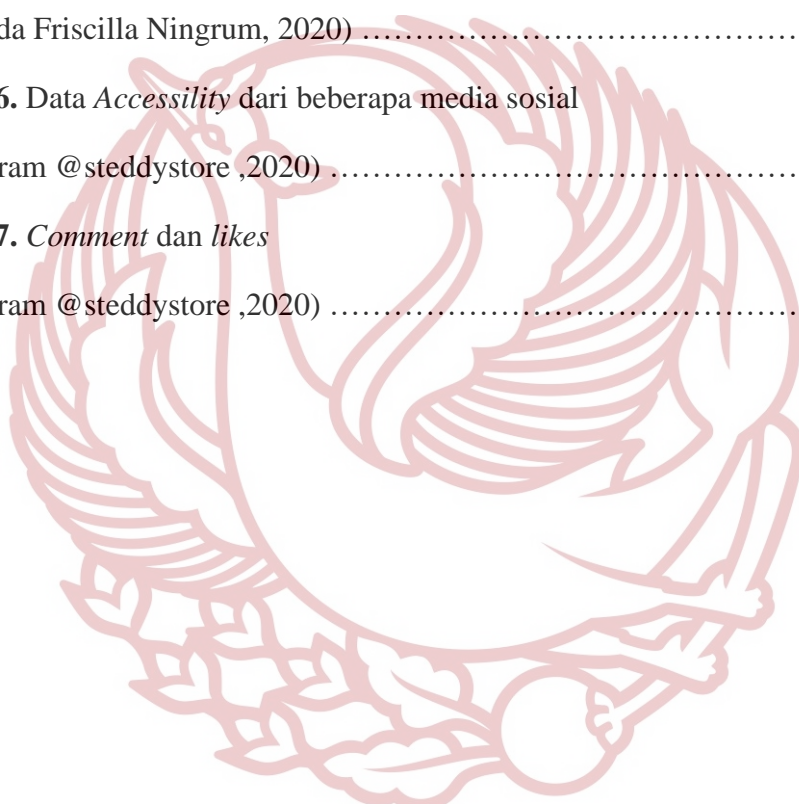 da Friscilla Ningrum, 2020) ……………………………………
6. Data Accessility dari beberapa media sosial
ram @steddystore ,2020) ………………………………………
7. Comment dan likes
ram @steddystore ,2020) ………………………………………